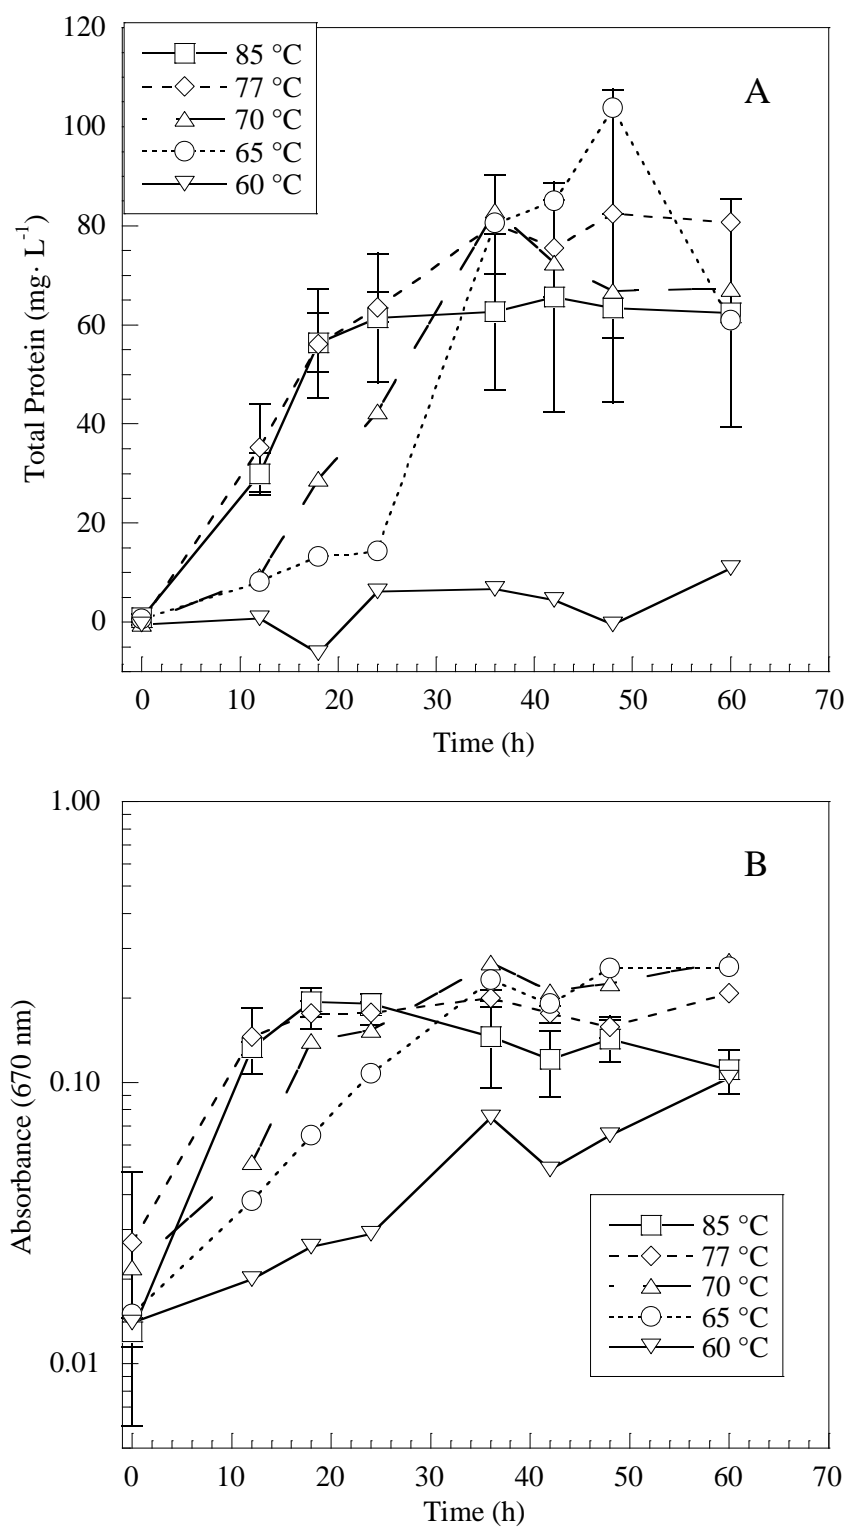 120
100
80
60
40
20
0
Total Protein (mg· L-1)
85 °C
77 °C
70 °C
65 °C
60 °C
A
0 10 20 30 40 50 60 70
Time (h)
1.00
0.10
0.01
Absorbance (670 nm)
B
85 °C
77 °C
70 °C
65 °C
60 °C
0 10 20 30 40 50 60 70
Time (h)